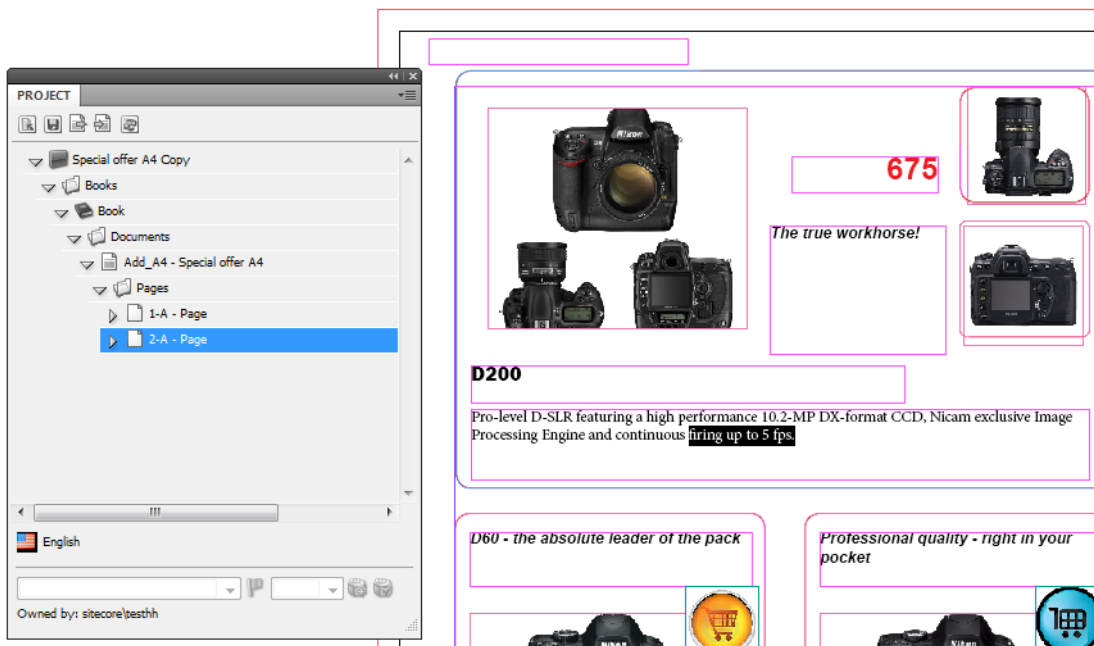 PROJECT
Special offer A4 Copy
Books
Book
Documents
Add_A4 - Special offer A4
Pages
1-A - Page
2-A - Page
English
Owned by: sitecore\testhh
Nikon
675
The true workhorse!
D200
Pro-level D-SLR featuring a high performance 10.2-MP DX-format CCD, Nicam exclusive Image
Processing Engine and continuous firing up to 5 fps.
D60 - the absolute leader of the pack
Professional quality - right in your
pocket
Nikon
Nikon